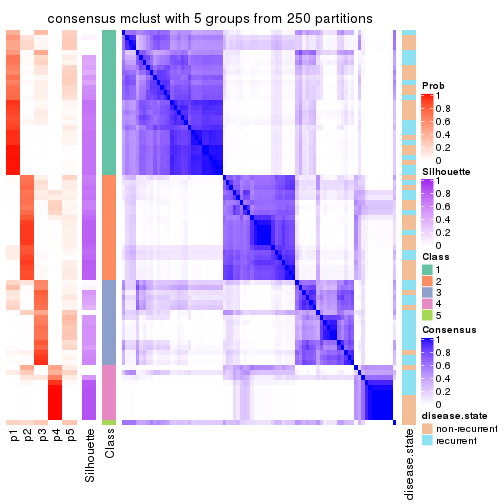 consensus mclust with 5 groups from 250 partitions
Prob
1
0.8
0.6
0.4
0.2
0
Silhouette
1
0.8
0.6
0.4
0.2
0
Class
1
2
3
4
5
Consensus
1
0.8
0.6
0.4
0.2
0
disease.state
non-recurrent
recurrent
p1
p2
p3
p4
p5
Silhouette
Class
disease.state